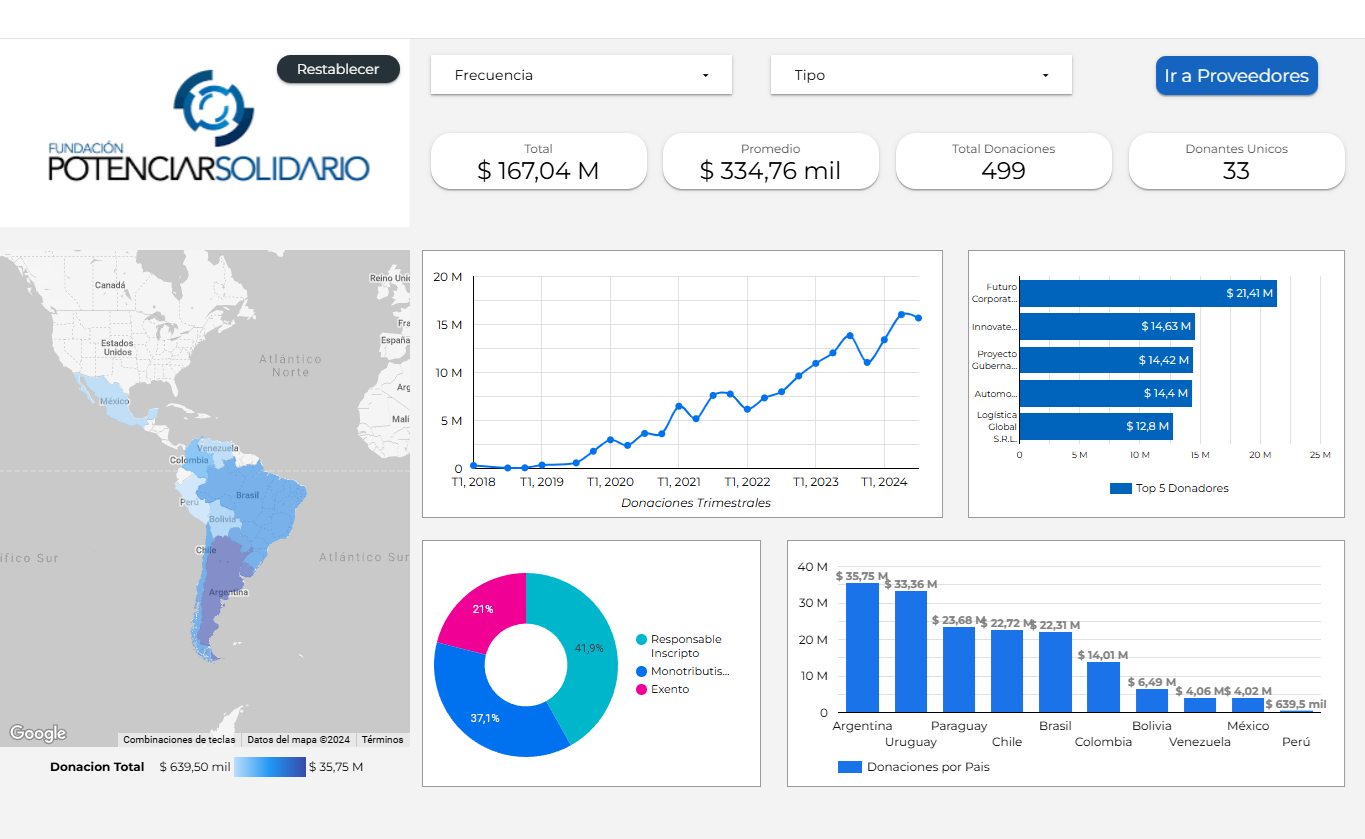 Restablecer
FUNDACIÓN
POTENCIARSOLIDARIO
Frecuencia
Tipo
Ir a Proveedores
Total
$ 167,04 M
Promedio
$ 334,76 mil
Total Donaciones
499
Donantes Unicos
33
Canadá
Reino Uni
Estados
Unidos
Fra
España
Atlántico
Norte
Arg
México
Malí
Venezuela
Colombia
Brasil
Perú
Bolivia
Chile
ífico Sur
Atlántico Sur
Argentina
Google
Combinaciones de teclas
Datos del mapa ©2024
Términos
Donacion Total
$ 639,50 mil
$ 35,75 M
20 M
15 M
10 M
5 M
0
T1, 2018
T1, 2019
T1, 2020
T1, 2021
T1, 2022
T1, 2023
T1, 2024
Donaciones Trimestrales
Futuro
Corporat...
$ 21,41 M
Innovate...
$ 14,63 M
Proyecto
Guberna...
$ 14,42 M
Automo...
$ 14,4 M
Logística
Global
S.R.L.
$ 12,8 M
0
5 M
10 M
15 M
20 M
25 M
Top 5 Donadores
21%
41,9%
37,1%
Responsable
Inscripto
Monotributis...
Exento
40 M
30 M
20 M
10 M
0
$ 35,75 M
$ 33,36 M
$ 23,68 M
$ 22,72 M
$ 22,31 M
$ 14,01 M
$ 6,49 M
$ 4,06 M
$ 4,02 M
$ 639,5 mil
Argentina
Uruguay
Paraguay
Chile
Brasil
Colombia
Bolivia
Venezuela
México
Perú
Donaciones por Pais